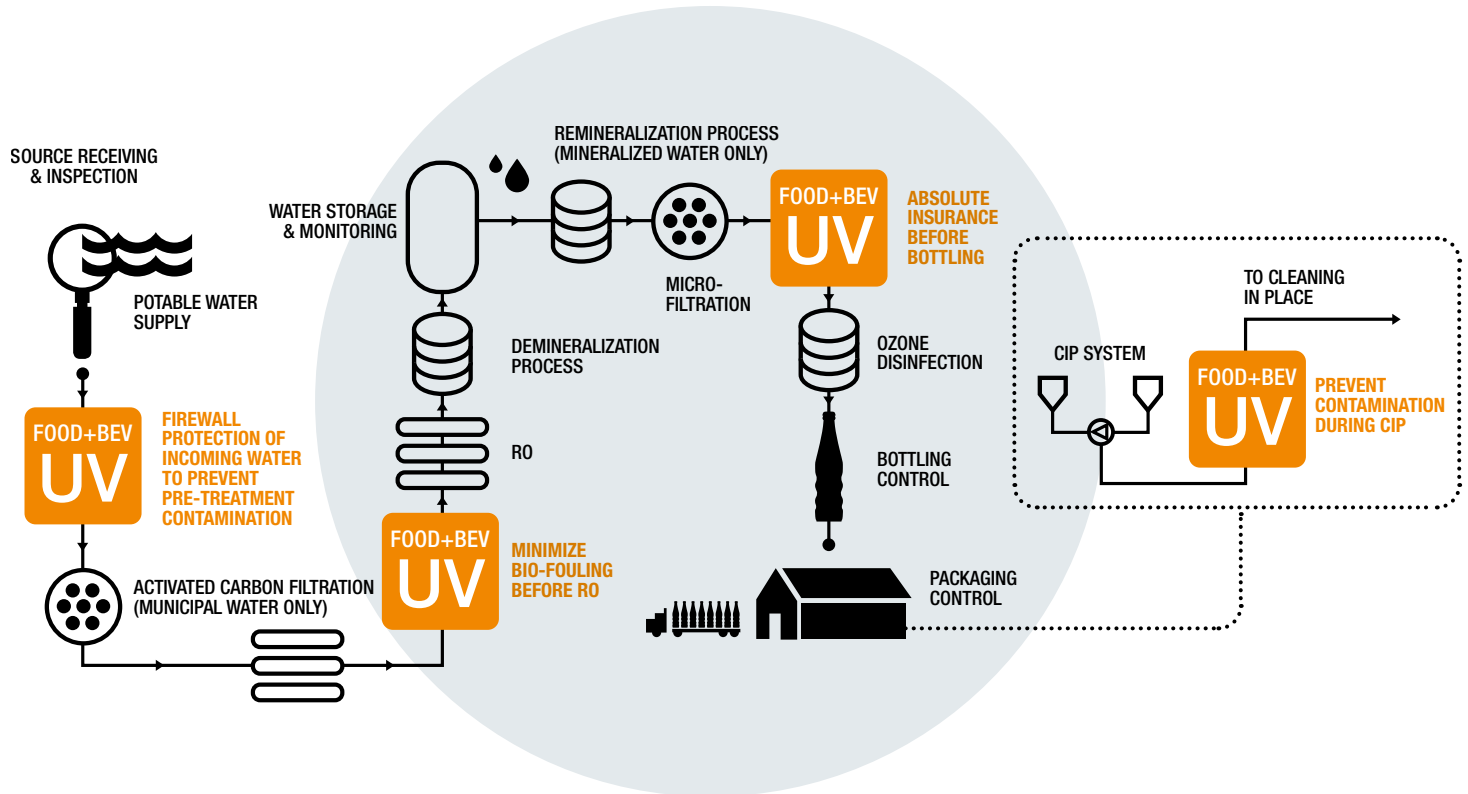 SOURCE RECEIVING
& INSPECTION
POTABLE WATER
SUPPLY
FOOD+BEV
UV
FIREWALL
PROTECTION OF
INCOMING WATER
TO PREVENT
PRE-TREATMENT
CONTAMINATION
ACTIVATED CARBON FILTRATION
(MUNICIPAL WATER ONLY)
FOOD+BEV
UV
MINIMIZE
BIO-FOULING
BEFORE RO
RO
DEMINERALIZATION
PROCESS
WATER STORAGE
& MONITORING
REMINERALIZATION PROCESS
(MINERALIZED WATER ONLY)
MICRO-
FILTRATION
FOOD+BEV
UV
ABSOLUTE
INSURANCE
BEFORE
BOTTLING
OZONE
DISINFECTION
BOTTLING
CONTROL
PACKAGING
CONTROL
CIP SYSTEM
FOOD+BEV
UV
PREVENT
CONTAMINATION
DURING CIP
TO CLEANING
IN PLACE